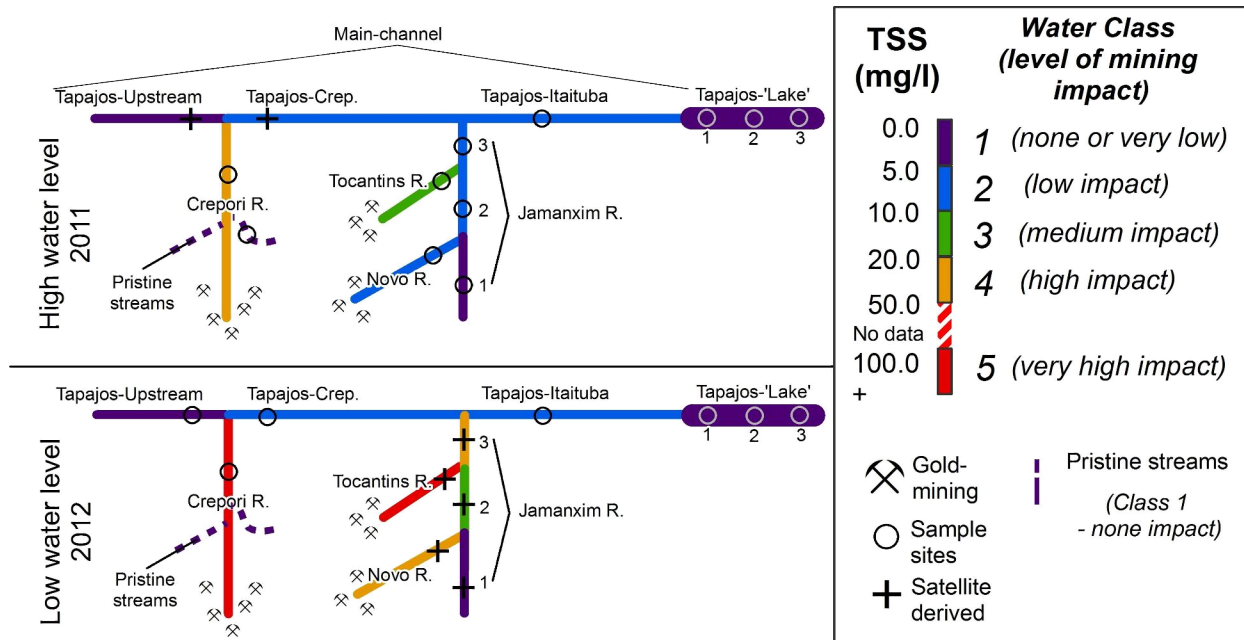 Main-channel
Tapajos-Upstream
Tapajos-Crep.
Tapajos-Itaituba
Tapajos-'Lake'
1 2 3
High water level
2011
Crepori R.
Pristine
streams
Tocantins R.
Novo R.
3
2
1
Jamanxim R.
Tapajos-Upstream
Tapajos-Crep.
Tapajos-Itaituba
Tapajos-'Lake'
1 2 3
Low water level
2012
Crepori R.
Pristine
streams
Tocantins R.
Novo R.
3
2
1
Jamanxim R.
TSS
(mg/l)
Water Class
(level of mining
impact)
0.0
1 (none or very low)
5.0
2 (low impact)
10.0
3 (medium impact)
20.0
4 (high impact)
50.0
No data
100.0
+
5 (very high impact)
Gold-
mining
Sample
sites
Satellite
derived
Pristine streams
(Class 1
- none impact)